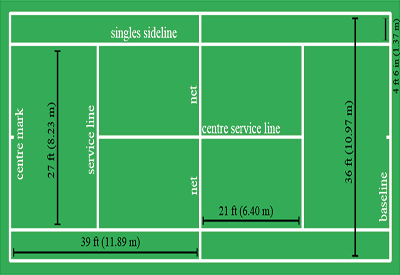 singles sideline
4 ft 6 in (1.37 m)
centre mark
27 ft (8.23 m)
service line
net
centre service line
36 ft (10.97 m)
net
21 ft (6.40 m)
baseline
39 ft (11.89 m)